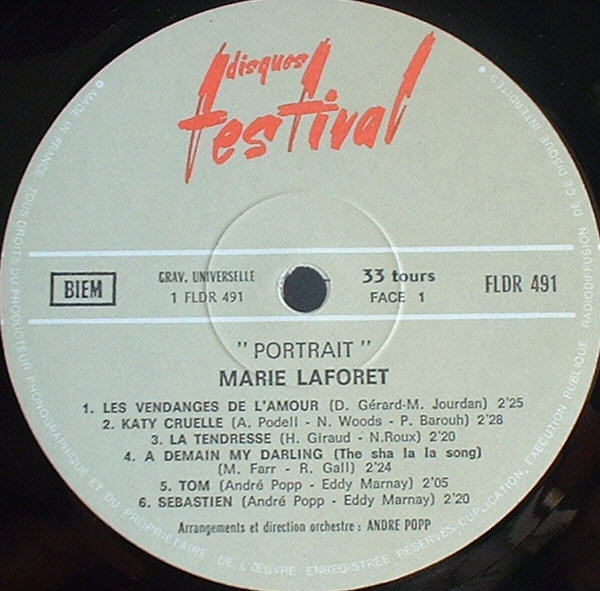 disques
festival
BIEM
GRAV. UNIVERSELLE
1 FLDR 491
33 tours
FACE 1
FLDR 491
" PORTRAIT "
MARIE LAFORET
1. LES VENDANGES DE L'AMOUR (D. Gérard-M. Jourdan) 2'25
2. KATY CRUELLE (A. Podell - N. Woods - P. Barouh) 2'28
3. LA TENDRESSE (H. Giraud - N.Roux) 2'20
4. A DEMAIN MY DARLING (The sha la la song)
(M. Farr - R. Gall) 2'24
5. TOM (André Popp - Eddy Marnay) 2'05
6. SEBASTIEN (André Popp - Eddy Marnay) 2'20
Arrangements et direction orchestre : ANDRE POPP
MADE IN FRANCE TOUS DROITS DU PRODUCTEUR PHONOGRAPHIQUE ET DU PROPRIETAIRE DE L'ŒUVRE ENREGISTRÉE RESERVÉS DUPLICATION, EXECUTION PUBLIQUE RADIODIFFUSION DE CE DISQUE INTERDITES